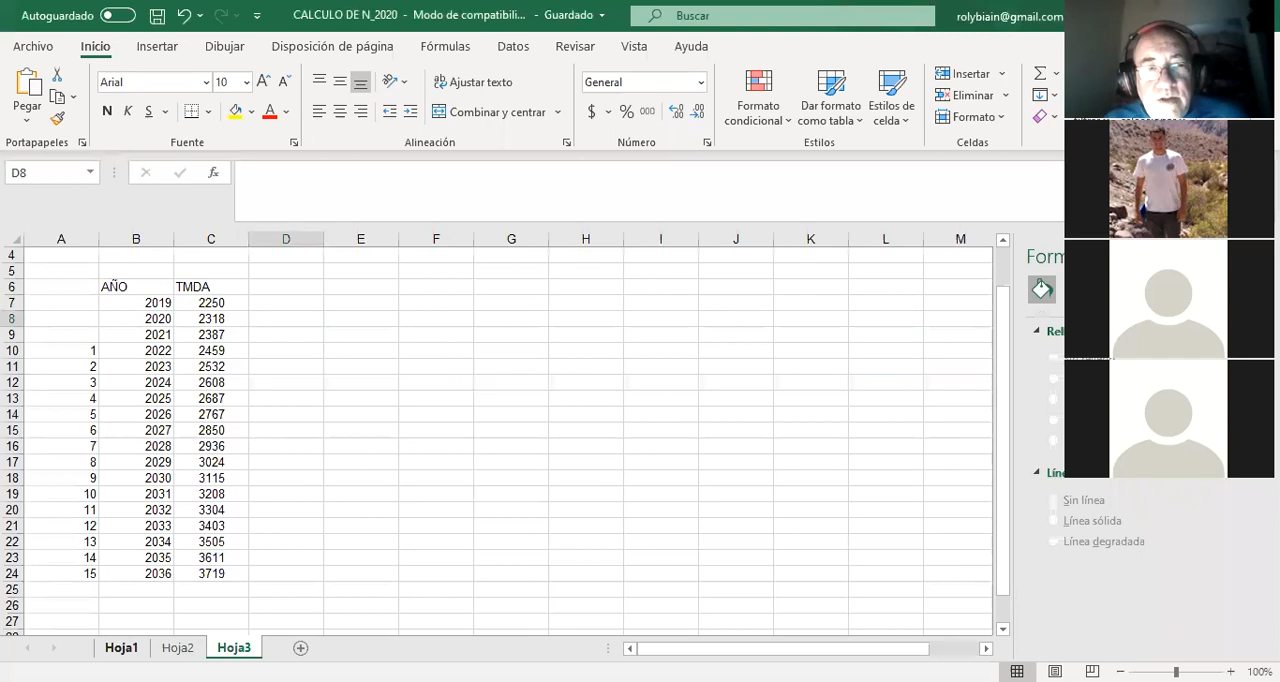 Autoguardado
CALCULO DE N_2020 - Modo de compatibili... - Guardado
Buscar
rolybiain@gmail.com
Archivo Inicio Insertar Dibujar Disposición de página Fórmulas Datos Revisar Vista Ayuda
Pegar
Arial 10
N K S
Ajustar texto
Combinar y centrar
General
$ % 000
Formato condicional
Dar formato como tabla
Estilos de celda
Insertar
Eliminar
Formato
Portapapeles Fuente Alineación Número Estilos Celdas
D8 fx
A B C D E F G H I J K L M
4
5
6 AÑO TMDA
7 2019 2250
8 2020 2318
9 2021 2387
10 1 2022 2459
11 2 2023 2532
12 3 2024 2608
13 4 2025 2687
14 5 2026 2767
15 6 2027 2850
16 7 2028 2936
17 8 2029 3024
18 9 2030 3115
19 10 2031 3208
20 11 2032 3304
21 12 2033 3403
22 13 2034 3505
23 14 2035 3611
24 15 2036 3719
25
26
27
Form
Rel
Lín
Sin línea
Línea sólida
Línea degradada
Hoja1 Hoja2 Hoja3
100%